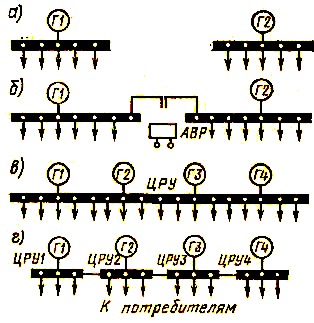 а) Г1 Г2
б) Г1 Г2
АВР
в) Г1 Г2 Г3 Г4
ЦРУ
г) Г1 Г2 Г3 Г4
ЦРУ1 ЦРУ2 ЦРУ3 ЦРУ4
К потребителям